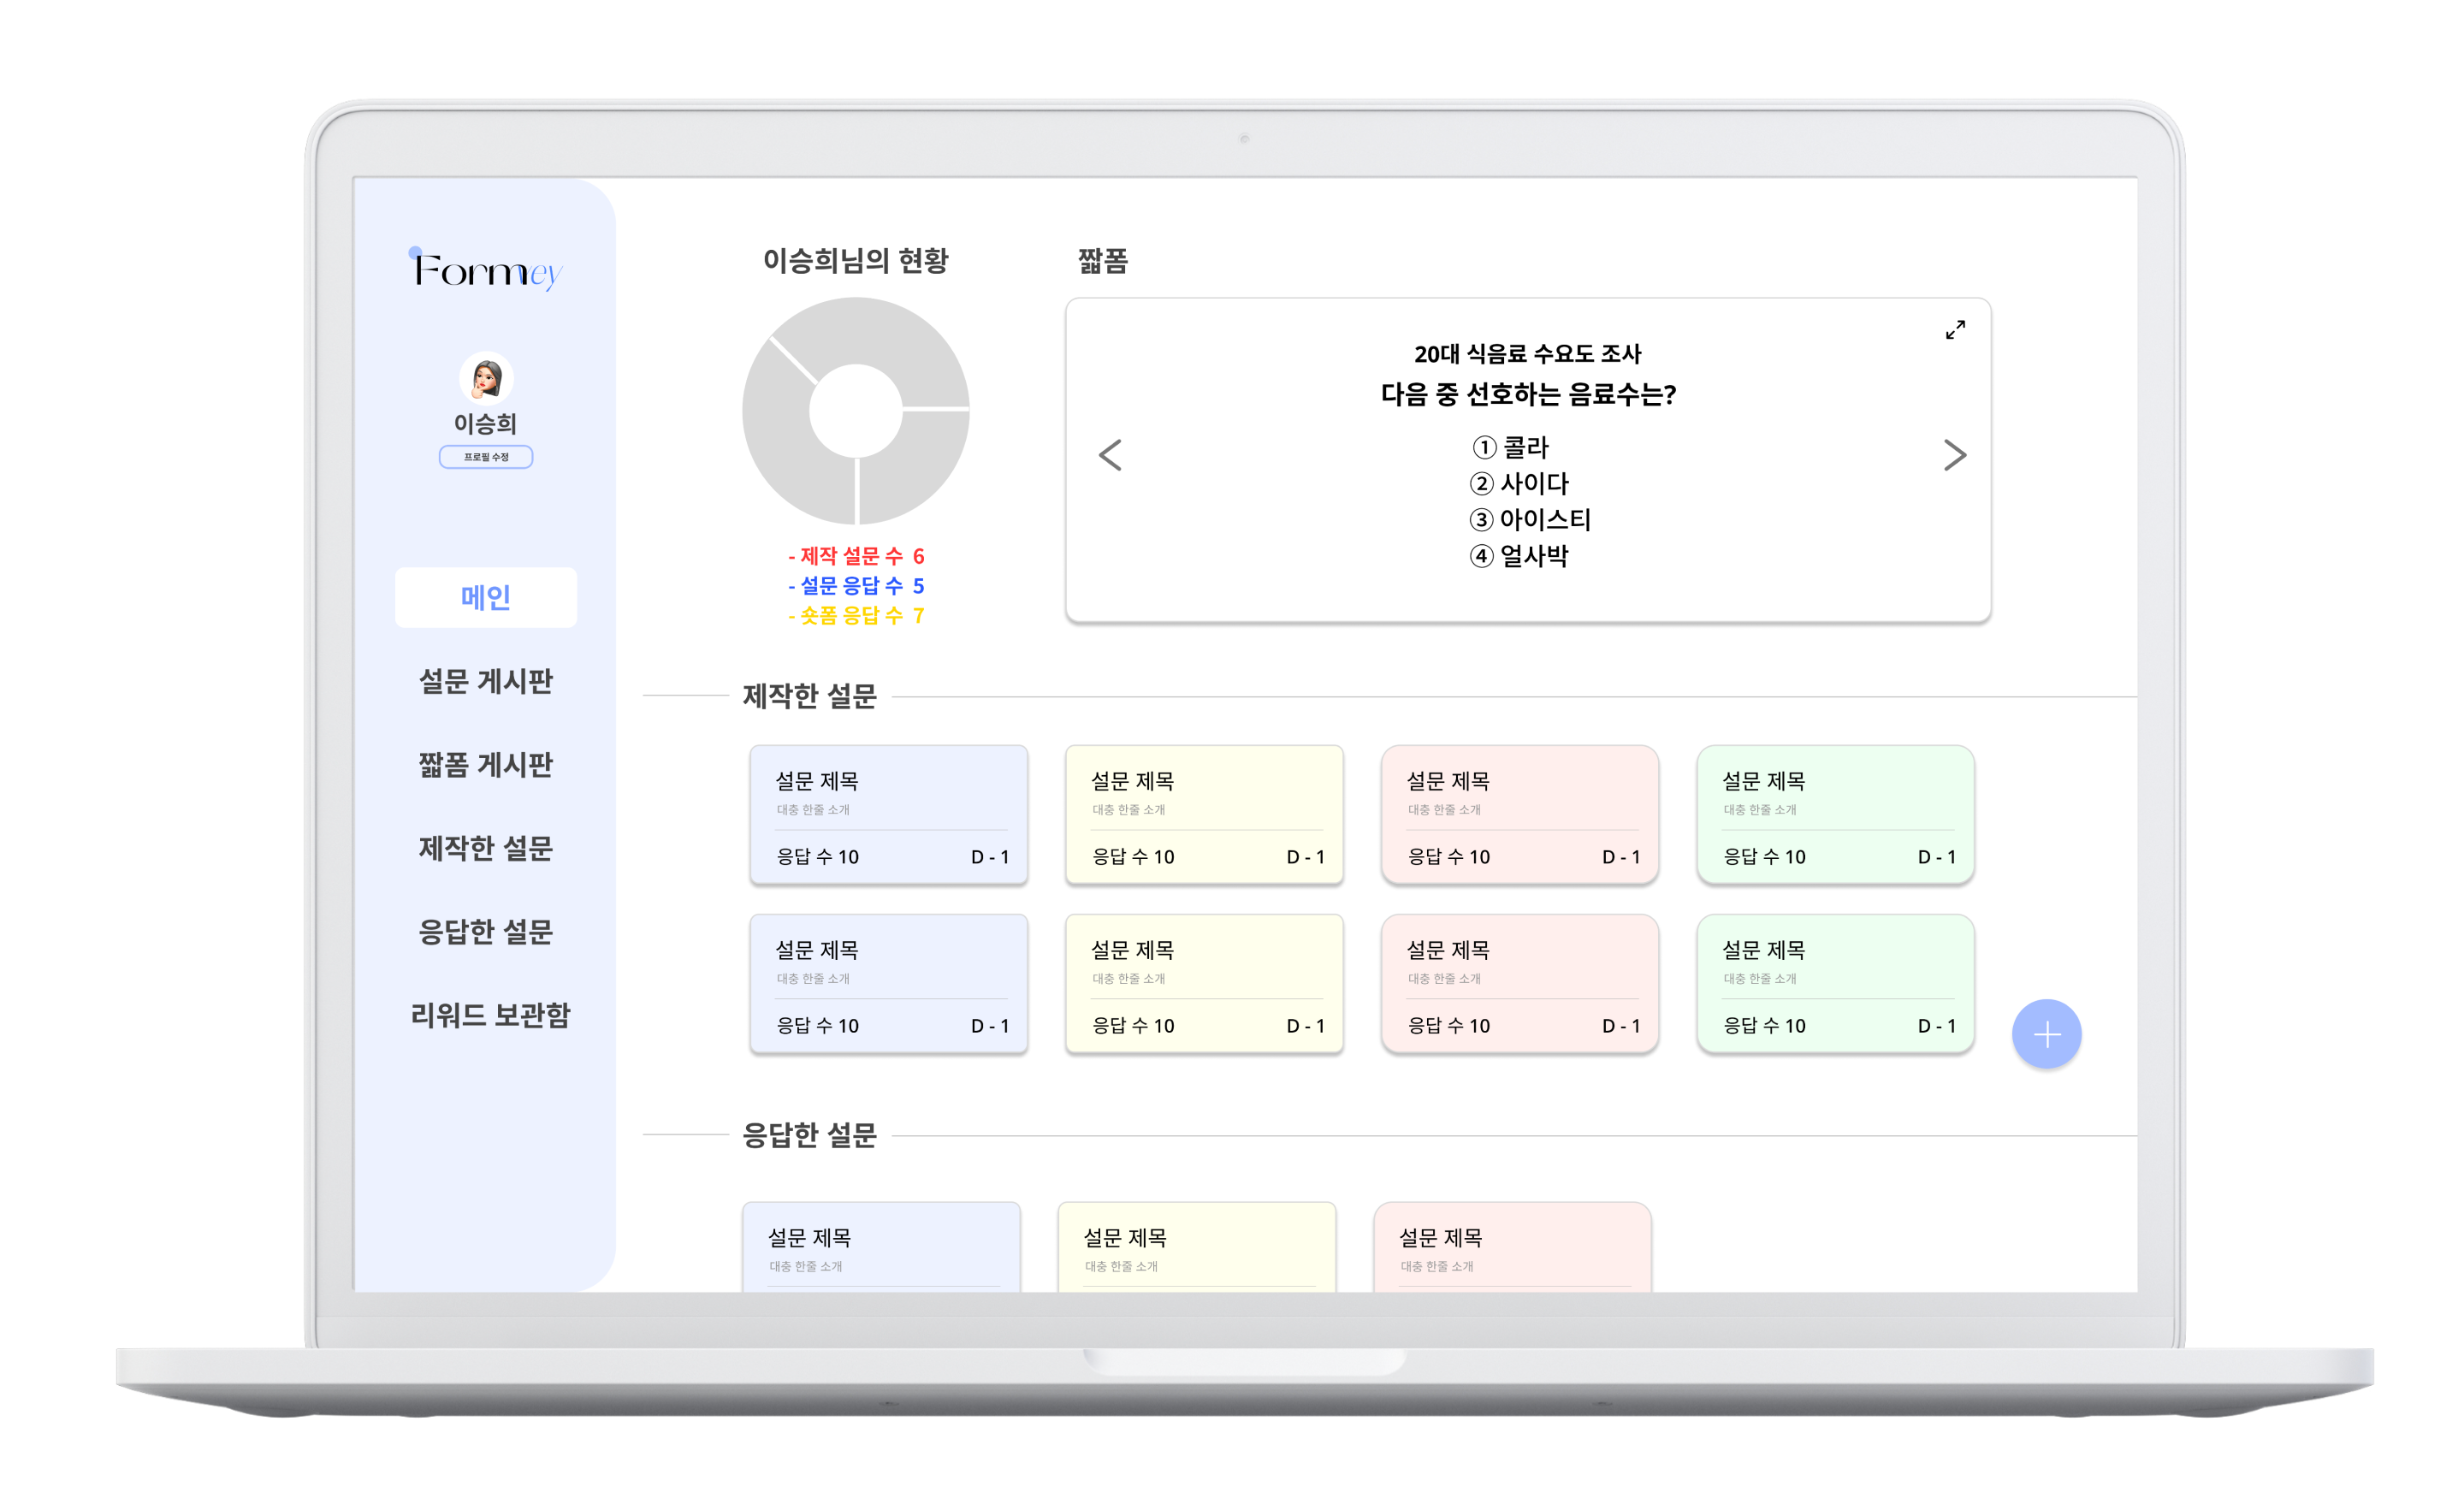 Formey
이승희
프로필 수정
메인
설문 게시판
짧폼 게시판
제작한 설문
응답한 설문
리워드 보관함
이승희님의 현황
- 제작 설문 수 6
- 설문 응답 수 5
- 숏폼 응답 수 7
짧폼
20대 식음료 수요도 조사
다음 중 선호하는 음료수는?
① 콜라
② 사이다
③ 아이스티
④ 얼사박
제작한 설문
설문 제목
대충 한줄 소개
응답 수 10 D - 1
설문 제목
대충 한줄 소개
응답 수 10 D - 1
설문 제목
대충 한줄 소개
응답 수 10 D - 1
설문 제목
대충 한줄 소개
응답 수 10 D - 1
설문 제목
대충 한줄 소개
응답 수 10 D - 1
설문 제목
대충 한줄 소개
응답 수 10 D - 1
설문 제목
대충 한줄 소개
응답 수 10 D - 1
설문 제목
대충 한줄 소개
응답 수 10 D - 1
응답한 설문
설문 제목
대충 한줄 소개
설문 제목
대충 한줄 소개
설문 제목
대충 한줄 소개